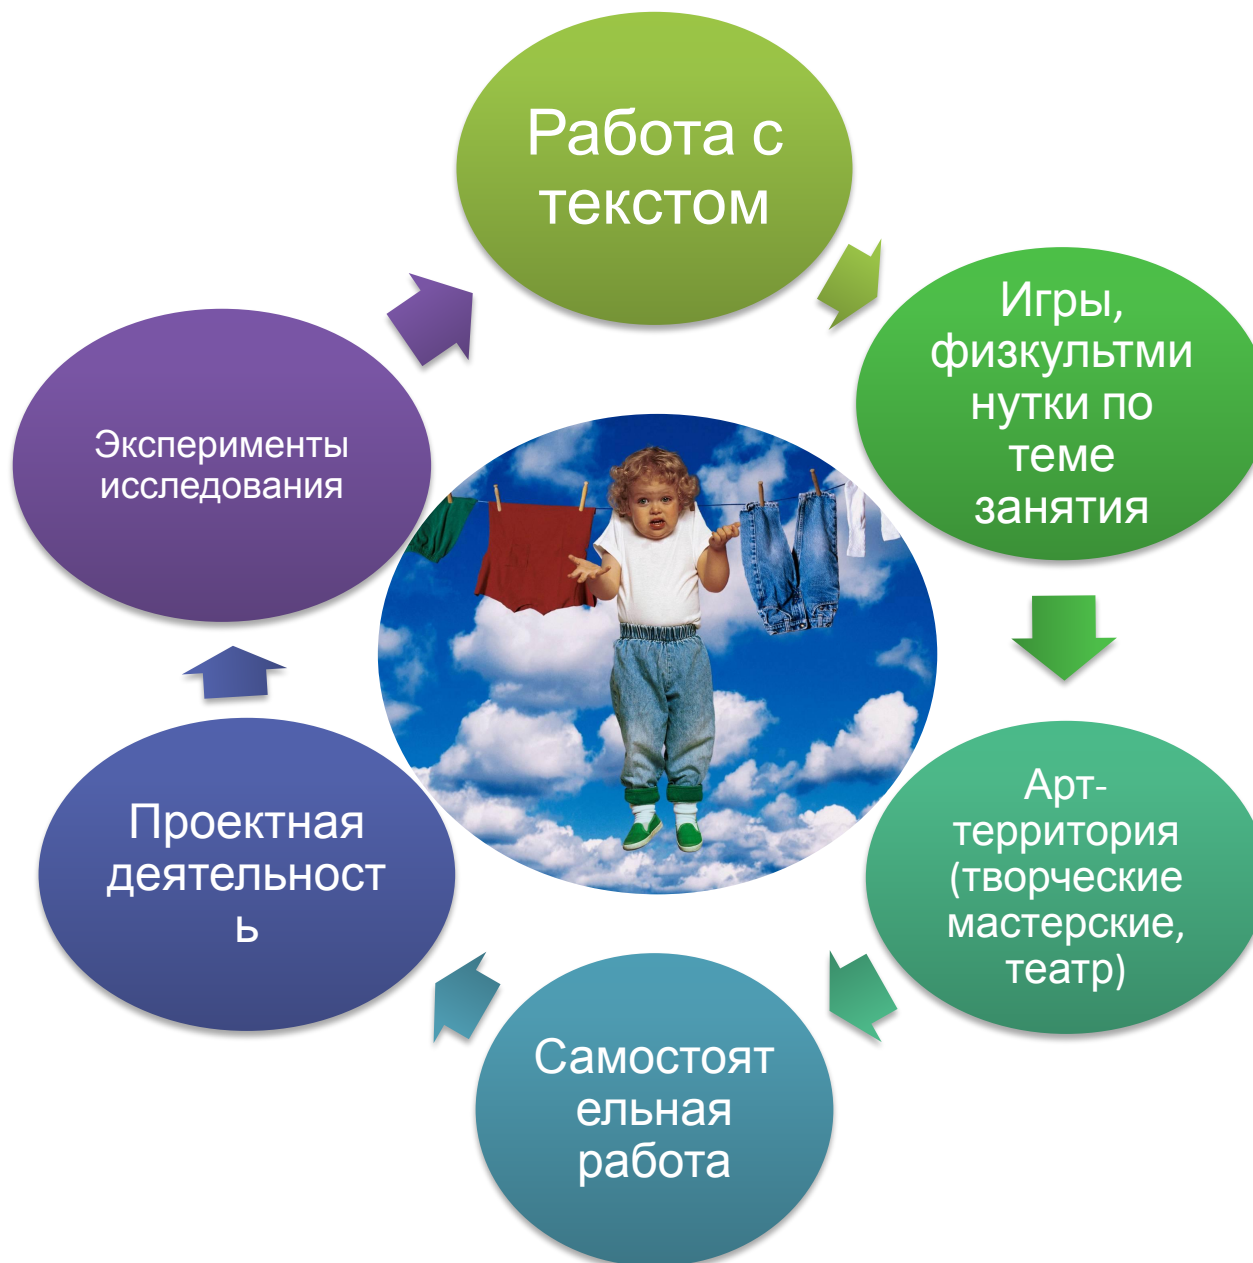 Работа с
текстом
Игры,
физкультми
нутки по
теме
занятия
Арт-
территория
(творческие
мастерские,
театр)
Самостоят
ельная
работа
Проектная
деятельност
ь
Эксперименты
исследования